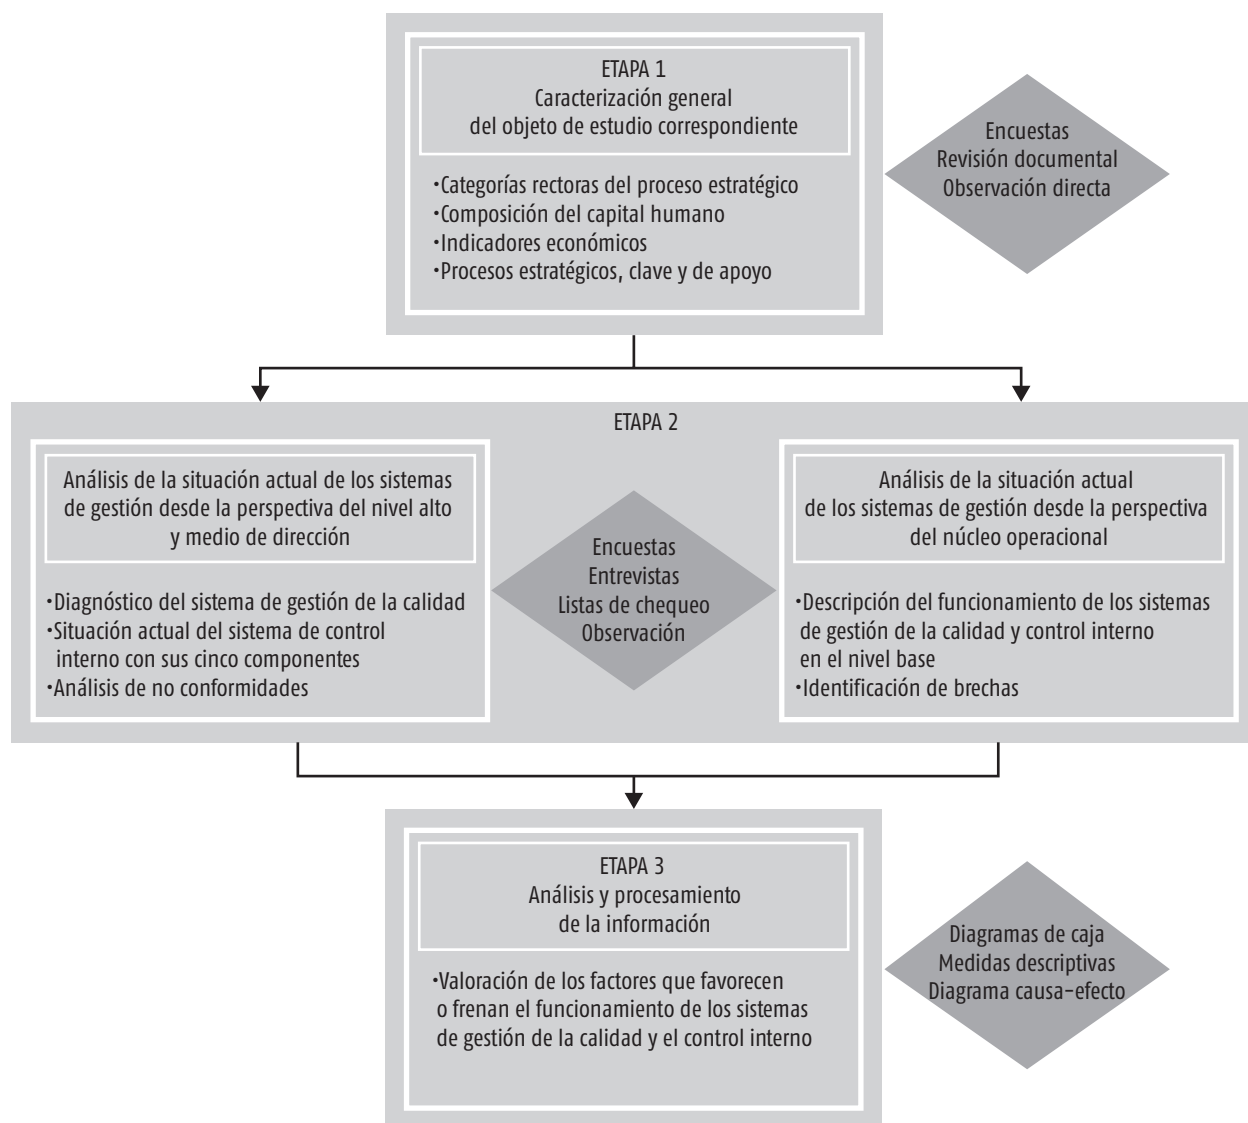 ETAPA 1
Caracterización general
del objeto de estudio correspondiente
•Categorías rectoras del proceso estratégico
•Composición del capital humano
•Indicadores económicos
•Procesos estratégicos, clave y de apoyo
Encuestas
Revisión documental
Observación directa
ETAPA 2
Análisis de la situación actual de los sistemas
de gestión desde la perspectiva del nivel alto
y medio de dirección
•Diagnóstico del sistema de gestión de la calidad
•Situación actual del sistema de control
interno con sus cinco componentes
•Análisis de no conformidades
Encuestas
Entrevistas
Listas de chequeo
Observación
Análisis de la situación actual
de los sistemas de gestión desde la perspectiva
del núcleo operacional
•Descripción del funcionamiento de los sistemas
de gestión de la calidad y control interno
en el nivel base
•Identificación de brechas
ETAPA 3
Análisis y procesamiento
de la información
•Valoración de los factores que favorecen
o frenan el funcionamiento de los sistemas
de gestión de la calidad y el control interno
Diagramas de caja
Medidas descriptivas
Diagrama causa-efecto